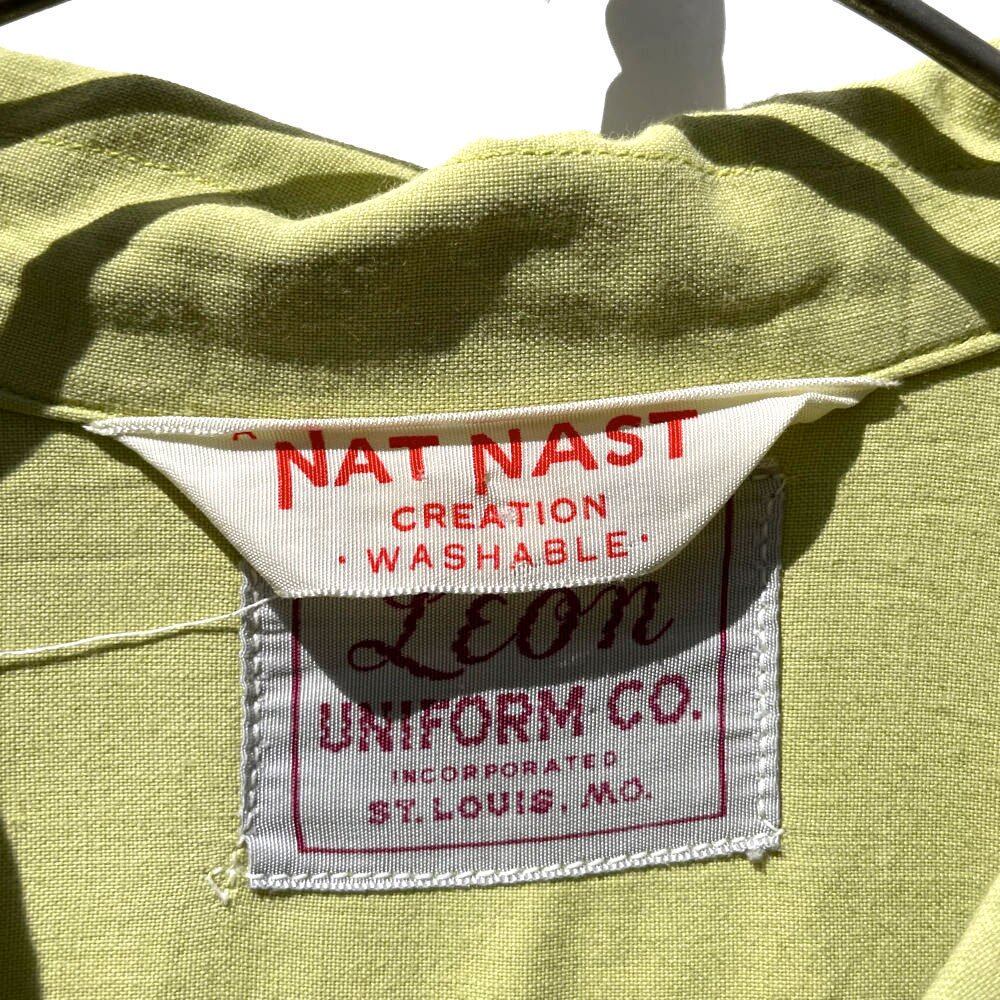 A
NAT NAST
CREATION
· WASHABLE ·
Leon
UNIFORM CO.
INCORPORATED
ST. LOUIS, MO.